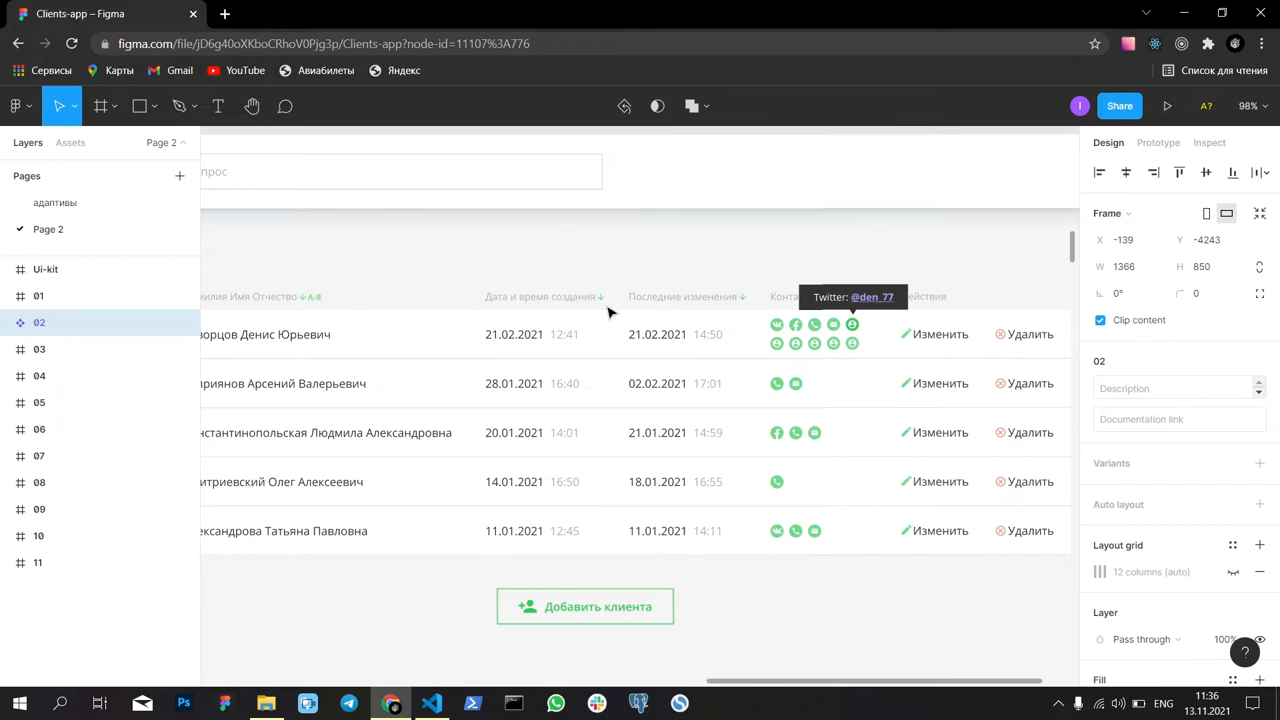 Clients-app – Figma
figma.com/file/jD6g40oXKboCRhoV0Pjg3p/Clients-app?node-id=11107%3A776
Сервисы
Карты
Gmail
YouTube
Авиабилеты
Яндекс
Список для чтения
I
Share
A?
98%
Layers
Assets
Page 2
Design
Prototype
Inspect
Pages
адаптивы
Page 2
Ui-kit
01
02
03
04
05
06
07
08
09
10
11
прос
милия Имя Отчество А-Я
Дата и время создания
Последние изменения
Конта
Twitter: @den_77
ействия
ворцов Денис Юрьевич
21.02.2021 12:41
21.02.2021 14:50
Изменить
Удалить
приянов Арсений Валерьевич
28.01.2021 16:40
02.02.2021 17:01
Изменить
Удалить
нстантинопольская Людмила Александровна
20.01.2021 14:01
21.01.2021 14:59
Изменить
Удалить
итриевский Олег Алексеевич
14.01.2021 16:50
18.01.2021 16:55
Изменить
Удалить
ександрова Татьяна Павловна
11.01.2021 12:45
11.01.2021 14:11
Изменить
Удалить
Добавить клиента
Frame
X -139
Y -4243
W 1366
H 850
0°
0
Clip content
02
Description
Documentation link
Variants
Auto layout
Layout grid
12 columns (auto)
Layer
Pass through
100%
Fill
?
Ps
ENG
11:36
13.11.2021